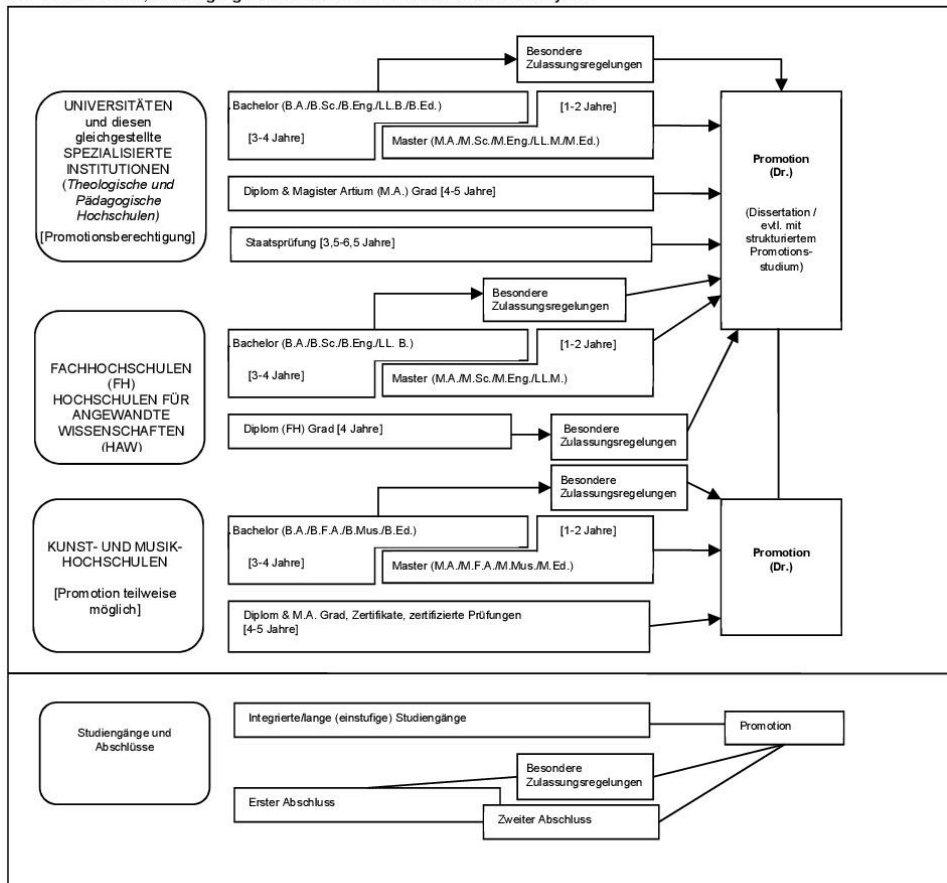 Besondere
Zulassungsregelungen
UNIVERSITÄTEN
und diesen
gleichgestellte
SPEZIALISIERTE
INSTITUTIONEN
(Theologische und
Pädagogische
Hochschulen)
[Promotionsberechtigung]
Bachelor (B.A./B.Sc./B.Eng./LL.B./B.Ed.)
[3-4 Jahre]
[1-2 Jahre]
Master (M.A./M.Sc./M.Eng./LL.M./M.Ed.)
Diplom & Magister Artium (M.A.) Grad [4-5 Jahre]
Staatsprüfung [3,5-6,5 Jahre]
Promotion
(Dr.)
(Dissertation /
evtl. mit
strukturiertem
Promotions-
studium)
Besondere
Zulassungsregelungen
FACHHOCHSCHULEN
(FH)
HOCHSCHULEN FÜR
ANGEWANDTE
WISSENSCHAFTEN
(HAW)
Bachelor (B.A./B.Sc./B.Eng./LL. B.)
[3-4 Jahre]
[1-2 Jahre]
Master (M.A./M.Sc./M.Eng./LL.M.)
Diplom (FH) Grad [4 Jahre]
Besondere
Zulassungsregelungen
Besondere
Zulassungsregelungen
KUNST- UND MUSIK-
HOCHSCHULEN
[Promotion teilweise
möglich]
Bachelor (B.A./B.F.A./B.Mus./B.Ed.)
[3-4 Jahre]
[1-2 Jahre]
Master (M.A./M.F.A./M.Mus./M.Ed.)
Diplom & M.A. Grad, Zertifikate, zertifizierte Prüfungen
[4-5 Jahre]
Promotion
(Dr.)
Studiengänge und
Abschlüsse
Integrierte/lange (einstufige) Studiengänge
Promotion
Besondere
Zulassungsregelungen
Erster Abschluss
Zweiter Abschluss